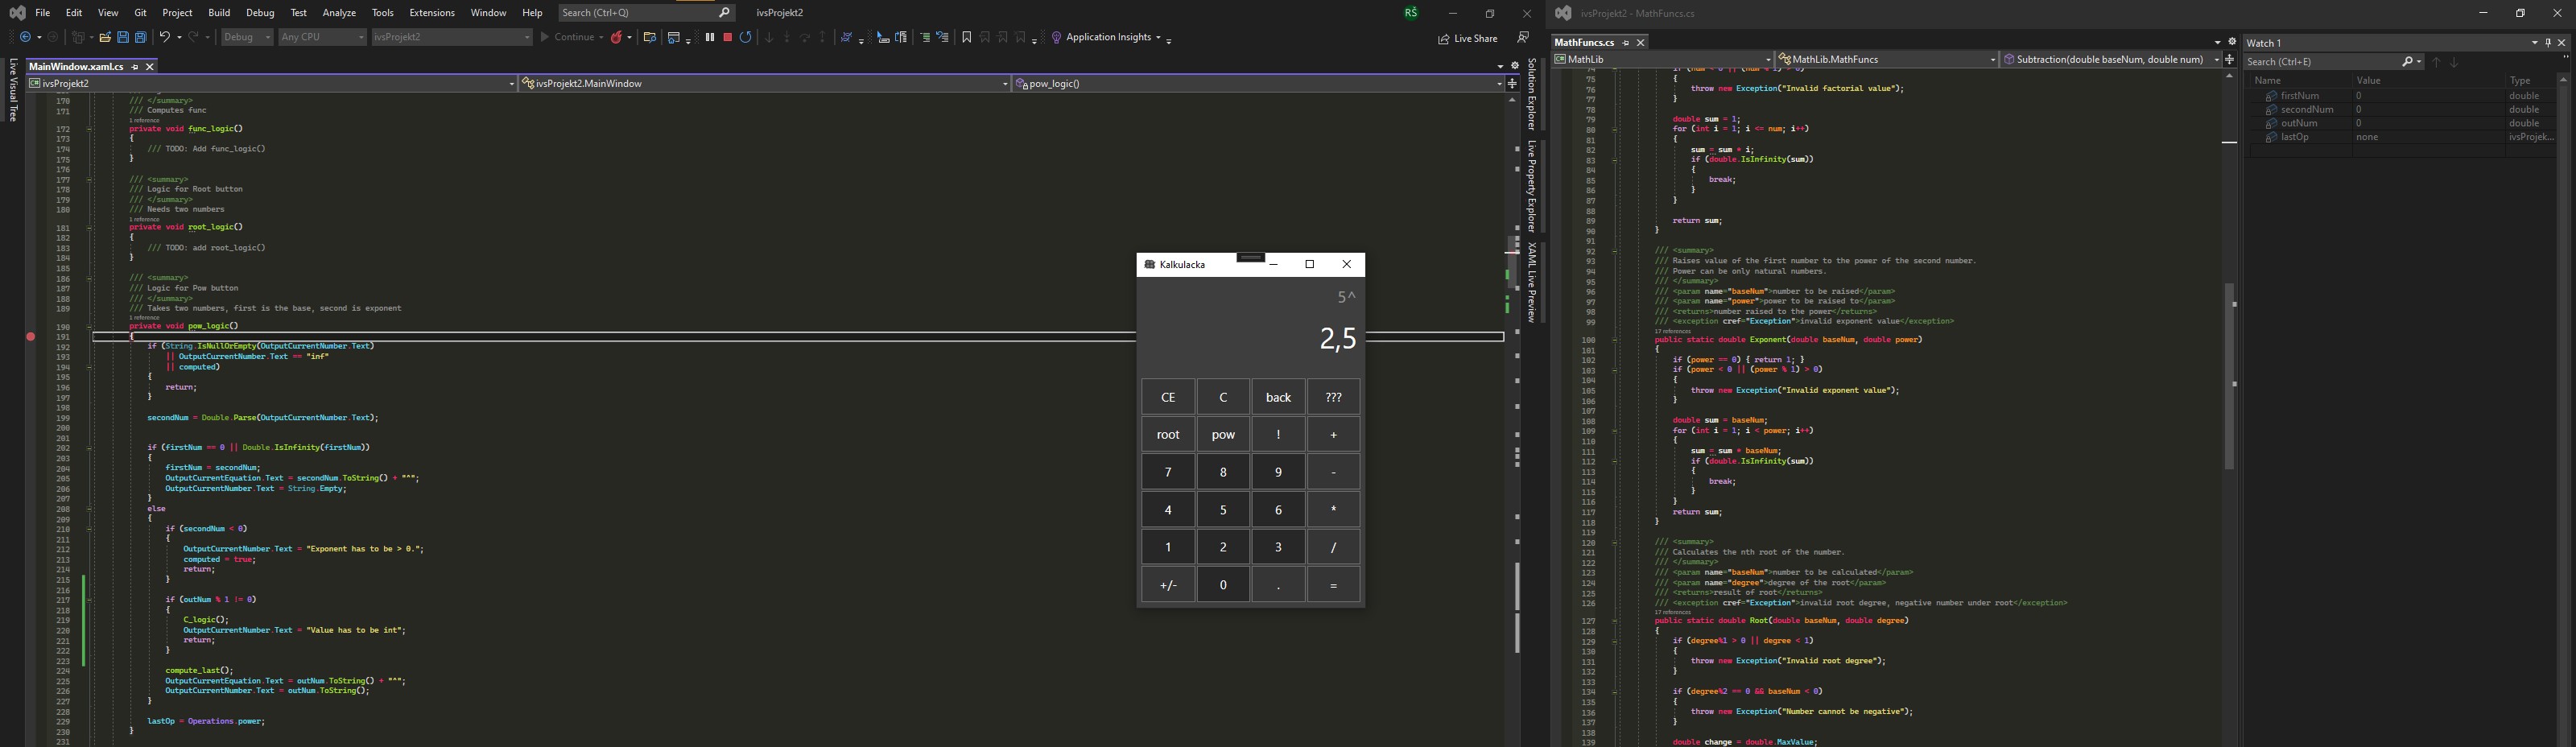 File Edit View Git Project Build Debug Test Analyze Tools Extensions Window Help Search (Ctrl+Q) ivsProjekt2 RŠ
Debug Any CPU ivsProjekt2 Continue Application Insights Live Share
MainWindow.xaml.cs
ivsProjekt2 ivsProjekt2.MainWindow pow_logic()
Live Visual Tree
170 /// </summary>
171 /// Computes func
1 reference
172 private void func_logic()
173 {
174 /// TODO: Add func_logic()
175 }
176
177 /// <summary>
178 /// Logic for Root button
179 /// </summary>
180 /// Needs two numbers
1 reference
181 private void root_logic()
182 {
183 /// TODO: add root_logic()
184 }
185
186 /// <summary>
187 /// Logic for Pow button
188 /// </summary>
189 /// Takes two numbers, first is the base, second is exponent
1 reference
190 private void pow_logic()
191 {
192 if (String.IsNullOrEmpty(OutputCurrentNumber.Text)
193 || OutputCurrentNumber.Text == "inf"
194 || computed)
195 {
196 return;
197 }
198
199 secondNum = Double.Parse(OutputCurrentNumber.Text);
200
201
202 if (firstNum == 0 || Double.IsInfinity(firstNum))
203 {
204 firstNum = secondNum;
205 OutputCurrentEquation.Text = secondNum.ToString() + "^";
206 OutputCurrentNumber.Text = String.Empty;
207 }
208 else
209 {
210 if (secondNum < 0)
211 {
212 OutputCurrentNumber.Text = "Exponent has to be > 0.";
213 computed = true;
214 return;
215 }
216
217 if (outNum % 1 != 0)
218 {
219 C_logic();
220 OutputCurrentNumber.Text = "Value has to be int";
221 return;
222 }
223
224 compute_last();
225 OutputCurrentEquation.Text = outNum.ToString() + "^";
226 OutputCurrentNumber.Text = outNum.ToString();
227 }
228
229 lastOp = Operations.power;
230 }
231
Kalkulacka
5^
2,5
CE C back ???
root pow ! +
7 8 9 -
4 5 6 *
1 2 3 /
+/- 0 . =
Solution Explorer
Live Property Explorer
XAML Live Preview
ivsProjekt2 - MathFuncs.cs
MathFuncs.cs
MathLib MathLib.MathFuncs Subtraction(double baseNum, double num)
75 {
76 throw new Exception("Invalid factorial value");
77 }
78
79 double sum = 1;
80 for (int i = 1; i <= num; i++)
81 {
82 sum = sum * i;
83 if (double.IsInfinity(sum))
84 {
85 break;
86 }
87 }
88
89 return sum;
90 }
91
92 /// <summary>
93 /// Raises value of the first number to the power of the second number.
94 /// Power can be only natural numbers.
95 /// </summary>
96 /// <param name="baseNum">number to be raised</param>
97 /// <param name="power">power to be raised to</param>
98 /// <returns>number raised to the power</returns>
99 /// <exception cref="Exception">invalid exponent value</exception>
17 references
100 public static double Exponent(double baseNum, double power)
101 {
102 if (power == 0) { return 1; }
103 if (power < 0 || (power % 1) > 0)
104 {
105 throw new Exception("Invalid exponent value");
106 }
107
108 double sum = baseNum;
109 for (int i = 1; i < power; i++)
110 {
111 sum = sum * baseNum;
112 if (double.IsInfinity(sum))
113 {
114 break;
115 }
116 }
117 return sum;
118 }
119
120 /// <summary>
121 /// Calculates the nth root of the number.
122 /// </summary>
123 /// <param name="baseNum">number to be calculated</param>
124 /// <param name="degree">degree of the root</param>
125 /// <returns>result of root</returns>
126 /// <exception cref="Exception">invalid root degree, negative number under root</exception>
17 references
127 public static double Root(double baseNum, double degree)
128 {
129 if (degree%1 > 0 || degree < 1)
130 {
131 throw new Exception("Invalid root degree");
132 }
133
134 if (degree%2 == 0 && baseNum < 0)
135 {
136 throw new Exception("Number cannot be negative");
137 }
138
139 double change = double.MaxValue;
Watch 1
Search (Ctrl+E)
Name Value Type
firstNum 0 double
secondNum 0 double
outNum 0 double
lastOp none ivsProjek...